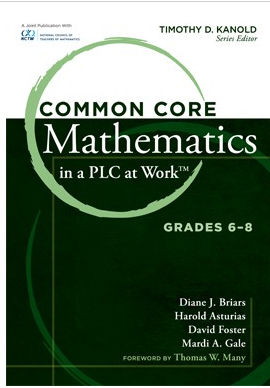 A Joint Publication With
NCTM
NATIONAL COUNCIL OF
TEACHERS OF MATHEMATICS
TIMOTHY D. KANOLD
Series Editor
COMMON CORE
Mathematics
in a PLC at Work™
GRADES 6–8
Diane J. Briars
Harold Asturias
David Foster
Mardi A. Gale
FOREWORD BY Thomas W. Many